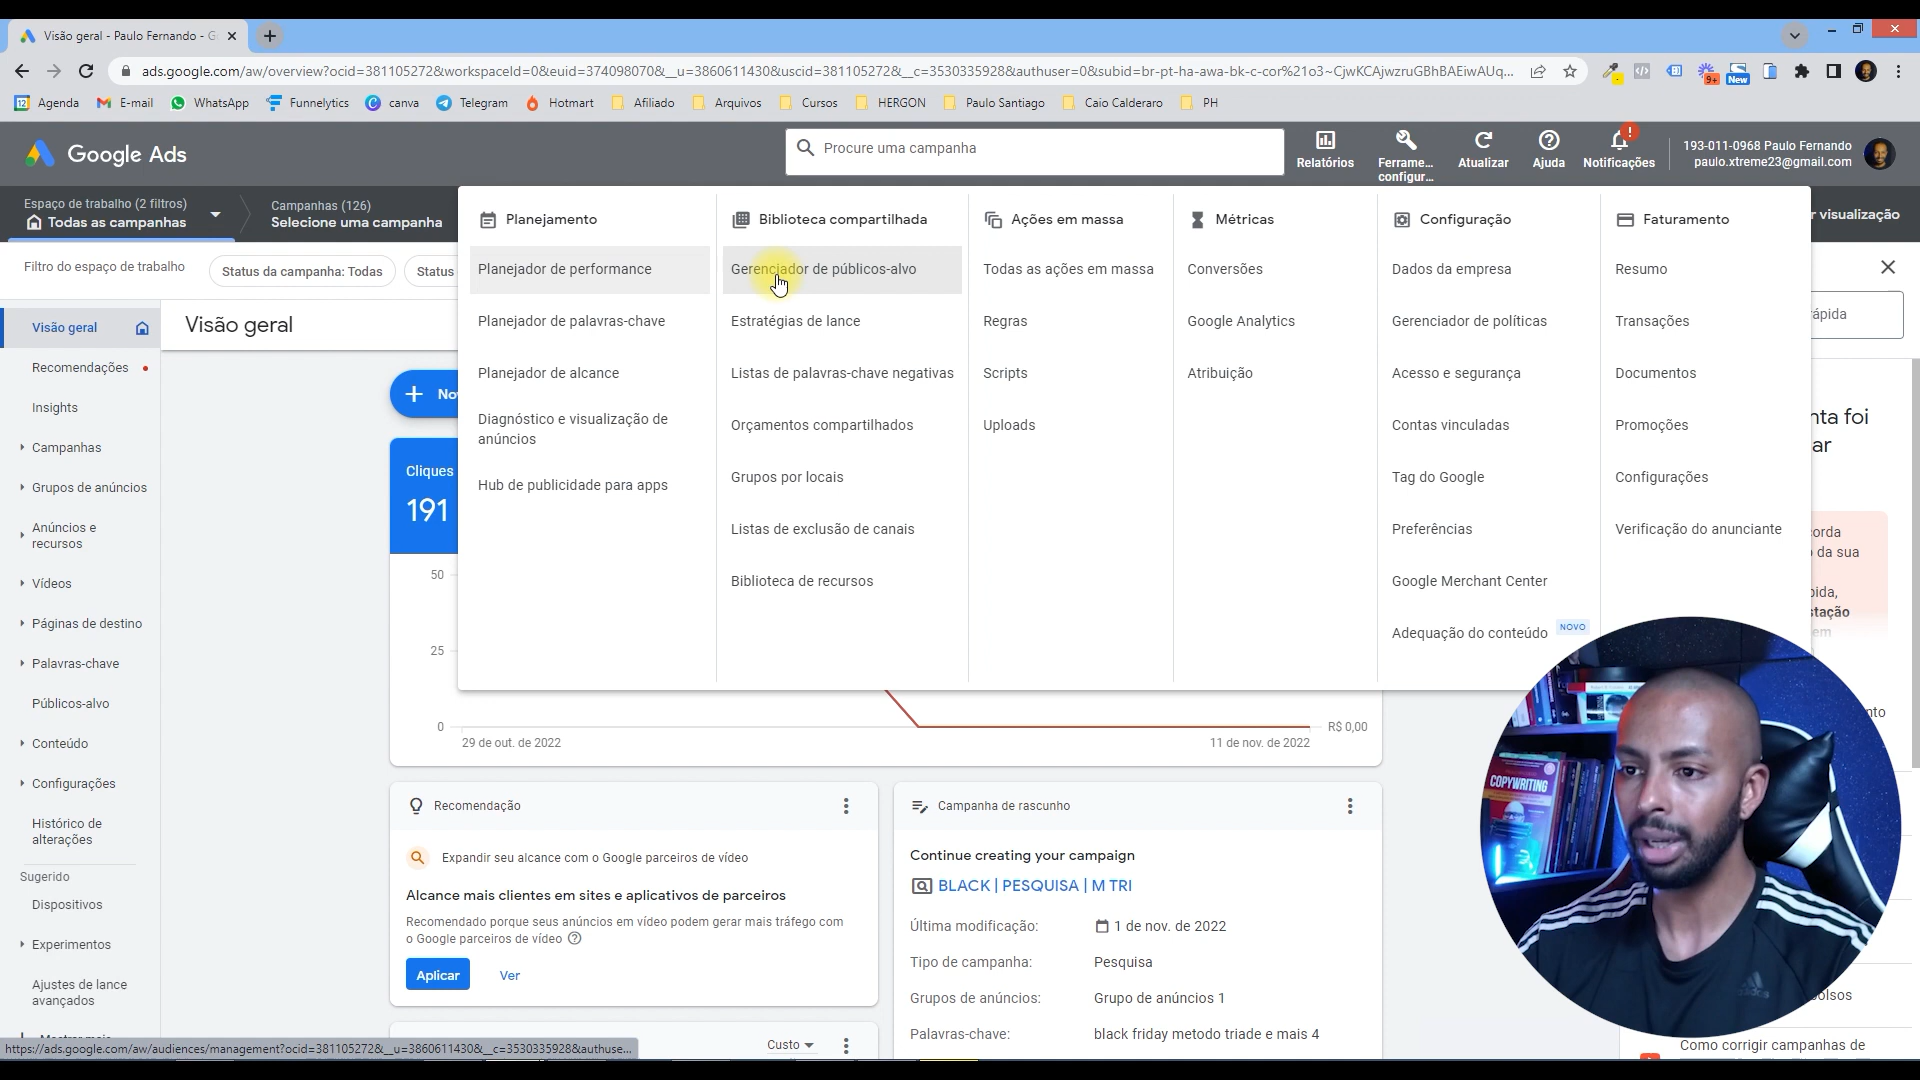 Visão geral - Paulo Fernando - G
ads.google.com/aw/overview?ocid=381105272&workspaceId=0&euid=374098070&__u=3860611430&uscid=381105272&__c=3530335928&authuser=0&subid=br-pt-ha-awa-bk-c-cor%21o3~CjwKCAjwzruGBhBAEiwAUq...
9+
New
12 Agenda
E-mail
WhatsApp
Funnelytics
canva
Telegram
Hotmart
Afiliado
Arquivos
Cursos
HERGON
Paulo Santiago
Caio Calderaro
PH
Google Ads
Procure uma campanha
Relatórios
Ferrame...
configur...
Atualizar
Ajuda
Notificações
193-011-0968 Paulo Fernando
paulo.xtreme23@gmail.com
Espaço de trabalho (2 filtros)
Todas as campanhas
Campanhas (126)
Selecione uma campanha
r visualização
Filtro do espaço de trabalho
Status da campanha: Todas
Status
Planejamento
Planejador de performance
Planejador de palavras-chave
Planejador de alcance
Diagnóstico e visualização de
anúncios
Hub de publicidade para apps
Biblioteca compartilhada
Gerenciador de públicos-alvo
Estratégias de lance
Listas de palavras-chave negativas
Orçamentos compartilhados
Grupos por locais
Listas de exclusão de canais
Biblioteca de recursos
Ações em massa
Todas as ações em massa
Regras
Scripts
Uploads
Métricas
Conversões
Google Analytics
Atribuição
Configuração
Dados da empresa
Gerenciador de políticas
Acesso e segurança
Contas vinculadas
Tag do Google
Preferências
Google Merchant Center
Adequação do conteúdo NOVO
Faturamento
Resumo
Transações
Documentos
Promoções
Configurações
Verificação do anunciante
Visão geral
Recomendações
Insights
Campanhas
Grupos de anúncios
Anúncios e
recursos
Vídeos
Páginas de destino
Palavras-chave
Públicos-alvo
Conteúdo
Configurações
Histórico de
alterações
Sugerido
Dispositivos
Experimentos
Ajustes de lance
avançados
Visão geral
+ No
Cliques
191
50
25
0
R$ 0,00
29 de out. de 2022
11 de nov. de 2022
Recomendação
Expandir seu alcance com o Google parceiros de vídeo
Alcance mais clientes em sites e aplicativos de parceiros
Recomendado porque seus anúncios em vídeo podem gerar mais tráfego com
o Google parceiros de vídeo
Aplicar
Ver
Campanha de rascunho
Continue creating your campaign
BLACK | PESQUISA | M TRI
Última modificação: 1 de nov. de 2022
Tipo de campanha: Pesquisa
Grupos de anúncios: Grupo de anúncios 1
Palavras-chave: black friday metodo triade e mais 4
Custo
https://ads.google.com/aw/audiences/management?ocid=381105272&__u=3860611430&__c=3530335928&authuse...
rápida
nta foi
ar
corda
da sua
bida,
stação
em
nto
COPYWRITING
adidas
olsos
Como corrigir campanhas de